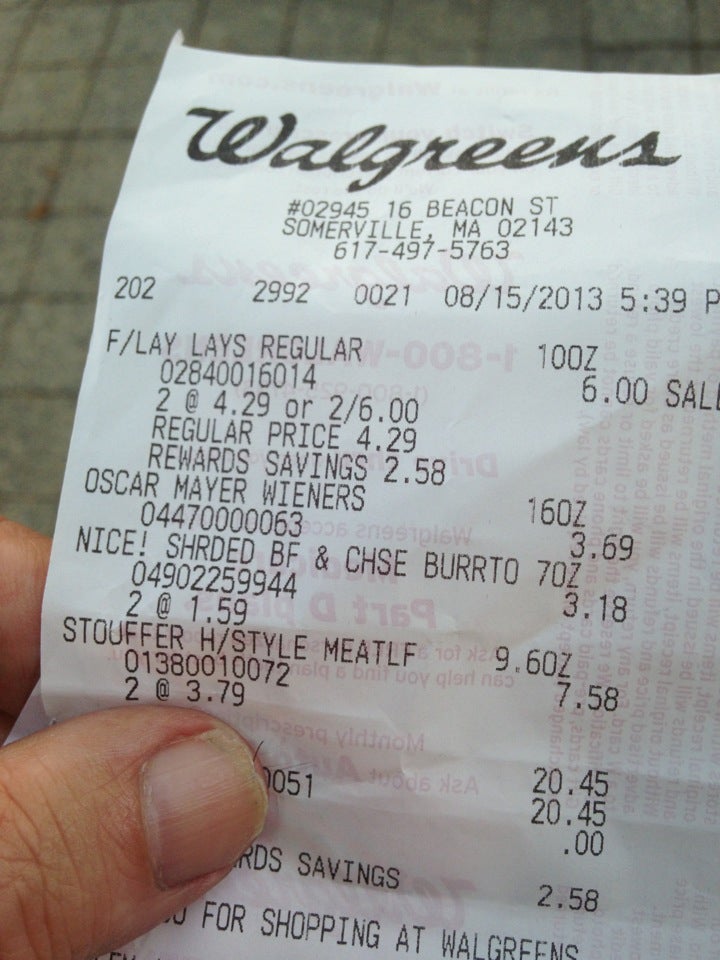 Walgreens
#02945 16 BEACON ST
SOMERVILLE, MA 02143
617-497-5763
202 2992 0021 08/15/2013 5:39 P
F/LAY LAYS REGULAR 10OZ
02840016014 6.00 SALE
2 @ 4.29 or 2/6.00
REGULAR PRICE 4.29
REWARDS SAVINGS 2.58
OSCAR MAYER WIENERS 16OZ
04470000063 3.69
NICE! SHRDED BF & CHSE BURRTO 7OZ
04902259944 3.18
2 @ 1.59
STOUFFER H/STYLE MEATLF 9.60Z
01380010072 7.58
2 @ 3.79
20.45
0051 20.45
.00
RDS SAVINGS 2.58
U FOR SHOPPING AT WALGREENS